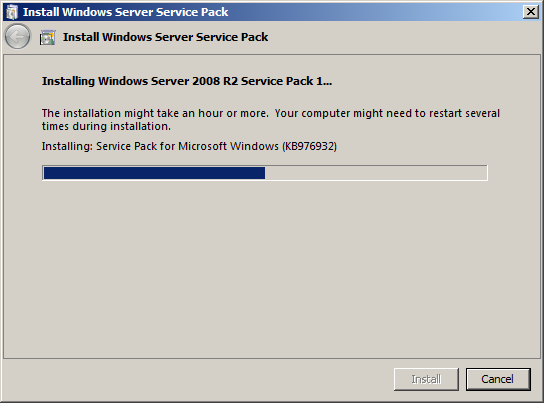 Install Windows Server Service Pack
Install Windows Server Service Pack
Installing Windows Server 2008 R2 Service Pack 1...
The installation might take an hour or more.  Your computer might need to restart several
times during installation.
Installing: Service Pack for Microsoft Windows (KB976932)
Install
Cancel